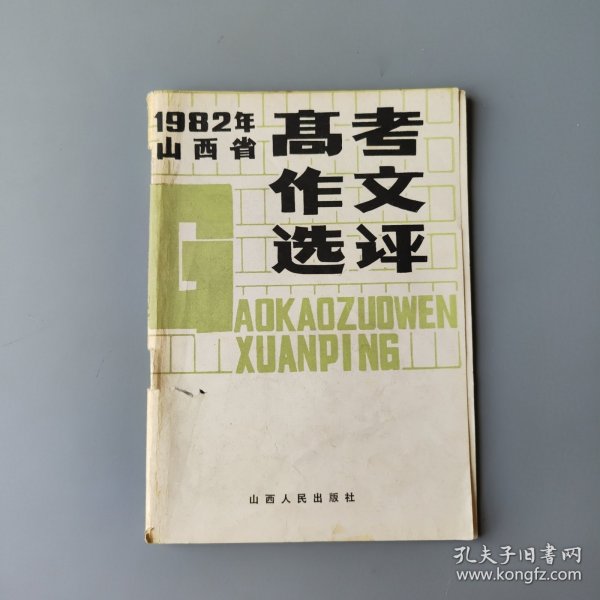 1982年
山西省
高考
作文
选评
GAOKAOZUOWEN
XUANPING
山西人民出版社
孔夫子旧书网
www.kongfz.com